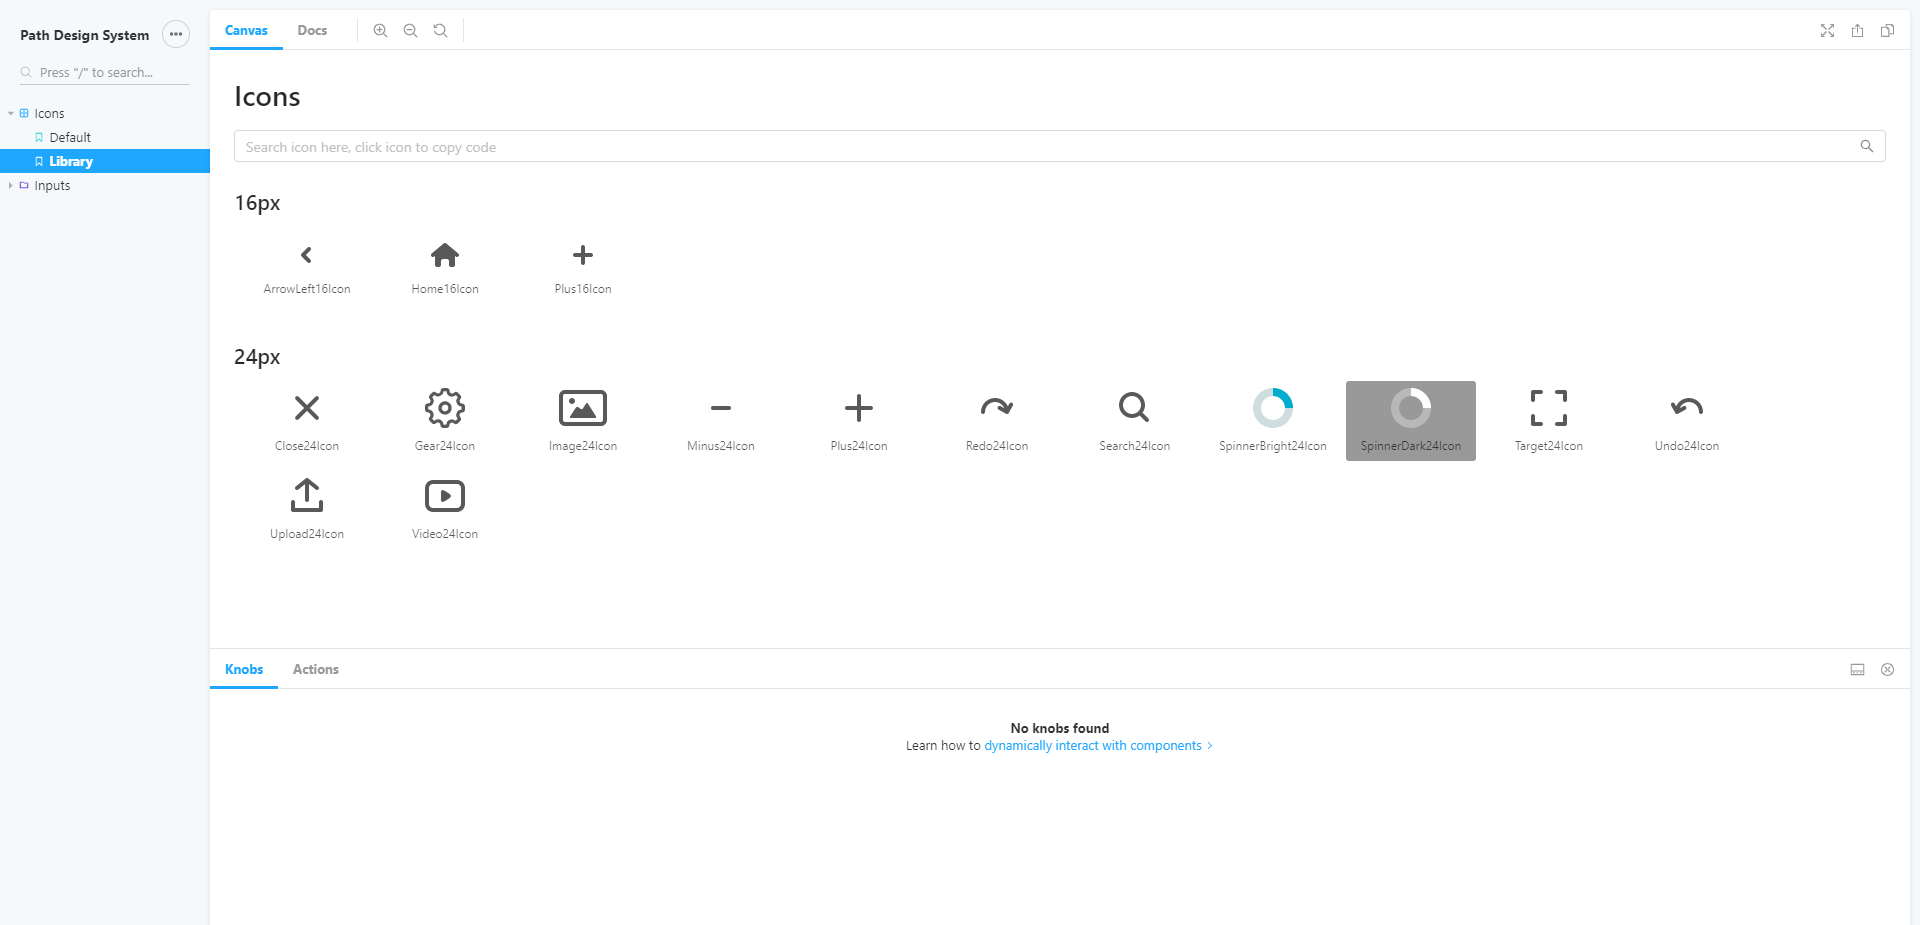 Path Design System
Press "/" to search...
Icons
Default
Library
Inputs
Canvas
Docs
Icons
Search icon here, click icon to copy code
16px
ArrowLeft16Icon
Home16Icon
Plus16Icon
24px
Close24Icon
Gear24Icon
Image24Icon
Minus24Icon
Plus24Icon
Redo24Icon
Search24Icon
SpinnerBright24Icon
SpinnerDark24Icon
Target24Icon
Undo24Icon
Upload24Icon
Video24Icon
Knobs
Actions
No knobs found
Learn how to dynamically interact with components